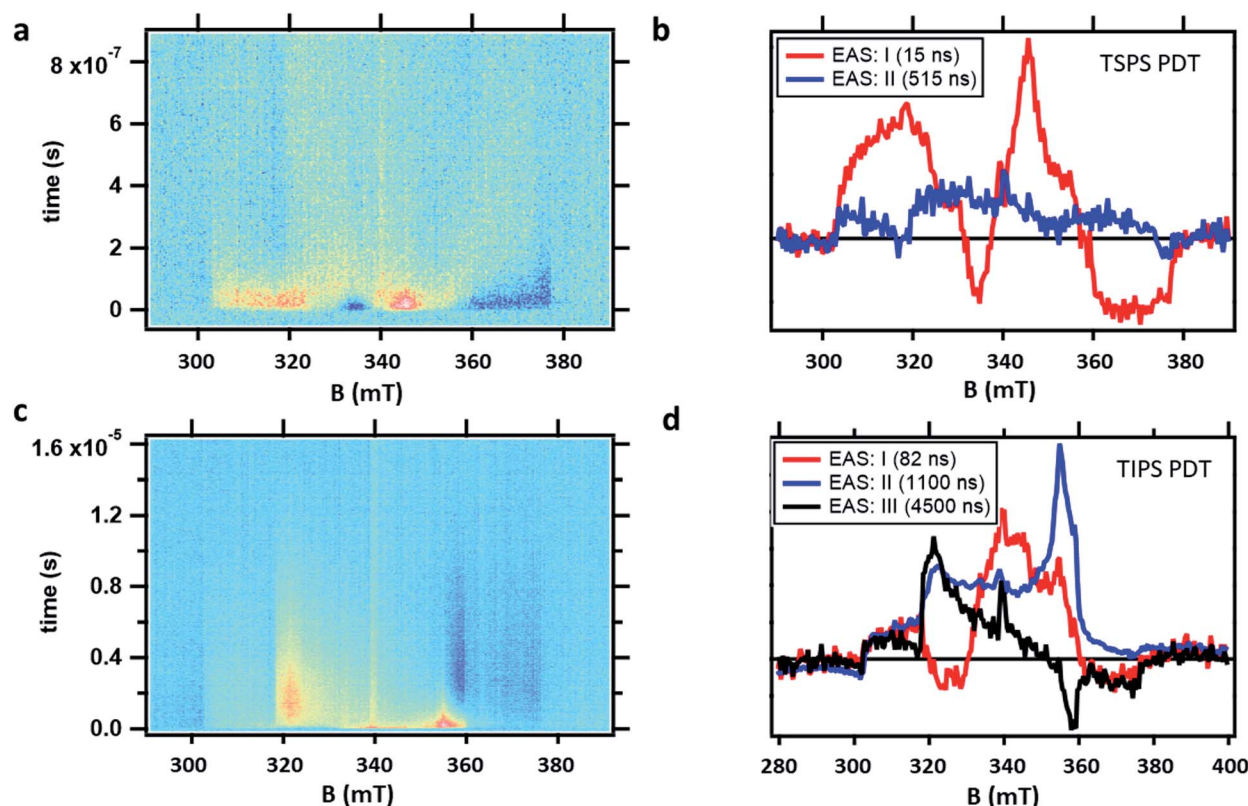 a
8 x10-7
6
4
2
0
time (s)
300 320 340 360 380
B (mT)
b
EAS: I (15 ns)
EAS: II (515 ns)
TSPS PDT
300 320 340 360 380
B (mT)
c
1.6 x10-5
1.2
0.8
0.4
0.0
time (s)
300 320 340 360 380
B (mT)
d
EAS: I (82 ns)
EAS: II (1100 ns)
EAS: III (4500 ns)
TIPS PDT
280 300 320 340 360 380 400
B (mT)